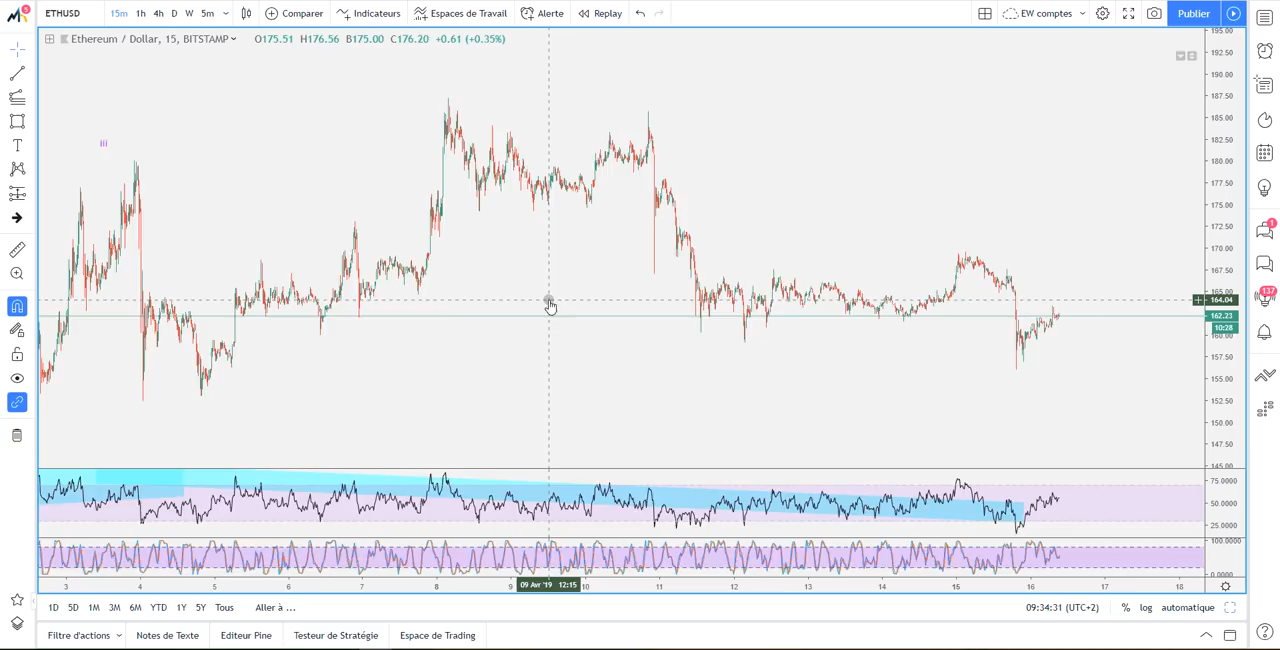 5
ETHUSD
15m 1h 4h D W 5m
Comparer
Indicateurs
Espaces de Travail
Alerte
Replay
EW comptes
Publier
Ethereum / Dollar, 15, BITSTAMP
O175.51 H176.56 B175.00 C176.20 +0.61 (+0.35%)
iii
195.00
192.50
190.00
187.50
185.00
182.50
180.00
177.50
175.00
172.50
170.00
167.50
165.00
164.04
162.23
10:28
160.00
157.50
155.00
152.50
150.00
147.50
145.00
75.0000
50.0000
25.0000
100.0000
0.0000
3 4 5 6 7 8 9 09 Avr '19 12:15 10 11 12 13 14 15 16 17 18
1D 5D 1M 3M 6M YTD 1Y 5Y Tous Aller à ...
09:34:31 (UTC+2) % log automatique
Filtre d'actions
Notes de Texte
Editeur Pine
Testeur de Stratégie
Espace de Trading
1
137